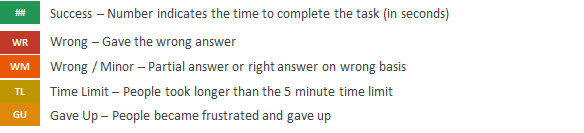 ## Success – Number indicates the time to complete the task (in seconds)
WR Wrong – Gave the wrong answer
WM Wrong / Minor – Partial answer or right answer on wrong basis
TL Time Limit – People took longer than the 5 minute time limit
GU Gave Up – People became frustrated and gave up